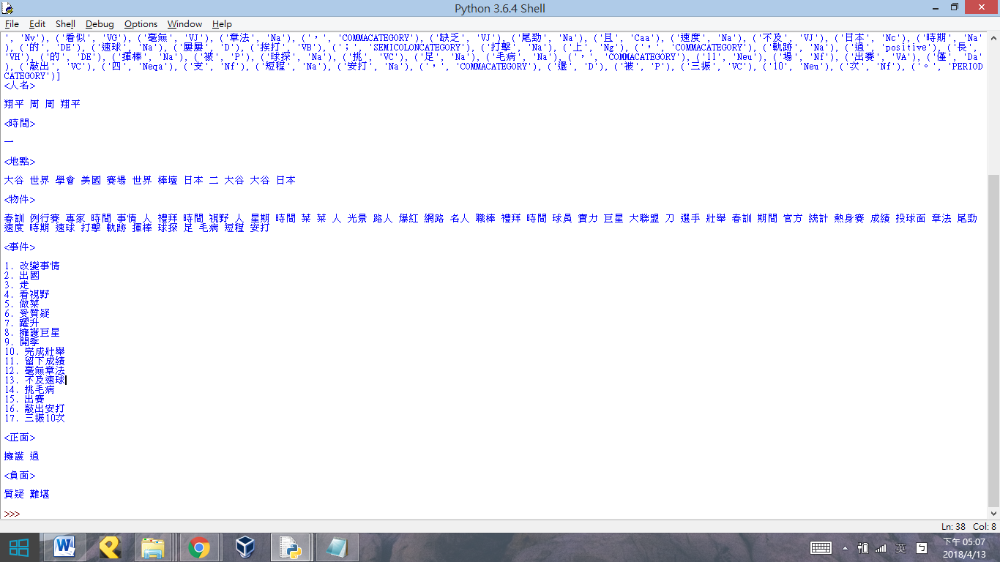 Python 3.6.4 Shell
File Edit Shell Debug Options Window Help
', 'Nv'), ('看似', 'VG'), ('毫無', 'VJ'), ('章法', 'Na'), ('，', 'COMMACATEGORY'), ('缺乏', 'VJ'), ('尾勁', 'Na'), ('且', 'Caa'), ('速度', 'Na'), ('不及', 'VJ'), ('日本', 'Nc'), ('時期', 'Na'
), ('的', 'DE'), ('速球', 'Na'), ('屢屢', 'D'), ('挨打', 'VB'), ('；', 'SEMICOLONCATEGORY'), ('打擊', 'Na'), ('上', 'Ng'), ('，', 'COMMACATEGORY'), ('軌跡', 'Na'), ('過', 'positive'), ('長',
'VH'), ('的', 'DE'), ('揮棒', 'Na'), ('被', 'P'), ('球探', 'Na'), ('挑', 'VC'), ('足', 'Na'), ('毛病', 'Na'), ('，', 'COMMACATEGORY'), ('11', 'Neu'), ('場', 'Nf'), ('出賽', 'VA'), ('僅', 'Da'
), ('敲出', 'VC'), ('四', 'Neqa'), ('支', 'Nf'), ('短程', 'Na'), ('安打', 'Na'), ('，', 'COMMACATEGORY'), ('還', 'D'), ('被', 'P'), ('三振', 'VC'), ('10', 'Neu'), ('次', 'Nf'), ('。', 'PERIOD
CATEGORY')]
<人名>
翔平 周 周 翔平
<時間>
一
<地點>
大谷 世界 學會 美國 賽場 世界 棒壇 日本 二 大谷 大谷 日本
<物件>
春訓 例行賽 專家 時間 事情 人 禮拜 時間 視野 人 星期 時間 菜 菜 人 光景 路人 爆紅 網路 名人 職棒 禮拜 時間 球員 實力 巨星 大聯盟 刀 選手 壯舉 春訓 期間 官方 統計 熱身賽 成績 投球面 章法 尾勁
速度 時期 速球 打擊 軌跡 揮棒 球探 足 毛病 短程 安打
<事件>
1. 改變事情
2. 出國
3. 走
4. 看視野
5. 做菜
6. 受質疑
7. 躍升
8. 擁護巨星
9. 開季
10. 完成壯舉
11. 留下成績
12. 毫無章法
13. 不及速球
14. 挑毛病
15. 出賽
16. 敲出安打
17. 三振10次
<正面>
擁護 過
<負面>
質疑 難堪
>>>
Ln: 38 Col: 8
英
下午 05:07
2018/4/13